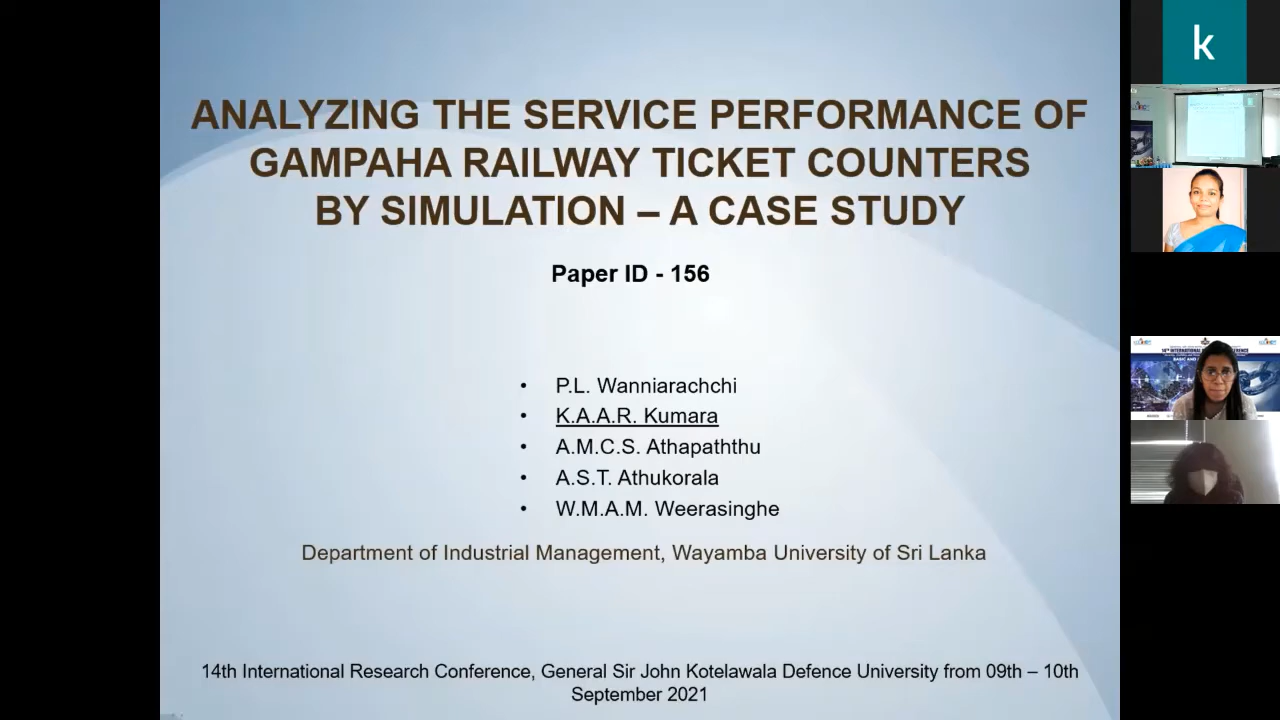 ANALYZING THE SERVICE PERFORMANCE OF
GAMPAHA RAILWAY TICKET COUNTERS
BY SIMULATION – A CASE STUDY
Paper ID - 156
• P.L. Wanniarachchi
• K.A.A.R. Kumara
• A.M.C.S. Athapaththu
• A.S.T. Athukorala
• W.M.A.M. Weerasinghe
Department of Industrial Management, Wayamba University of Sri Lanka
14th International Research Conference, General Sir John Kotelawala Defence University from 09th – 10th
September 2021
k